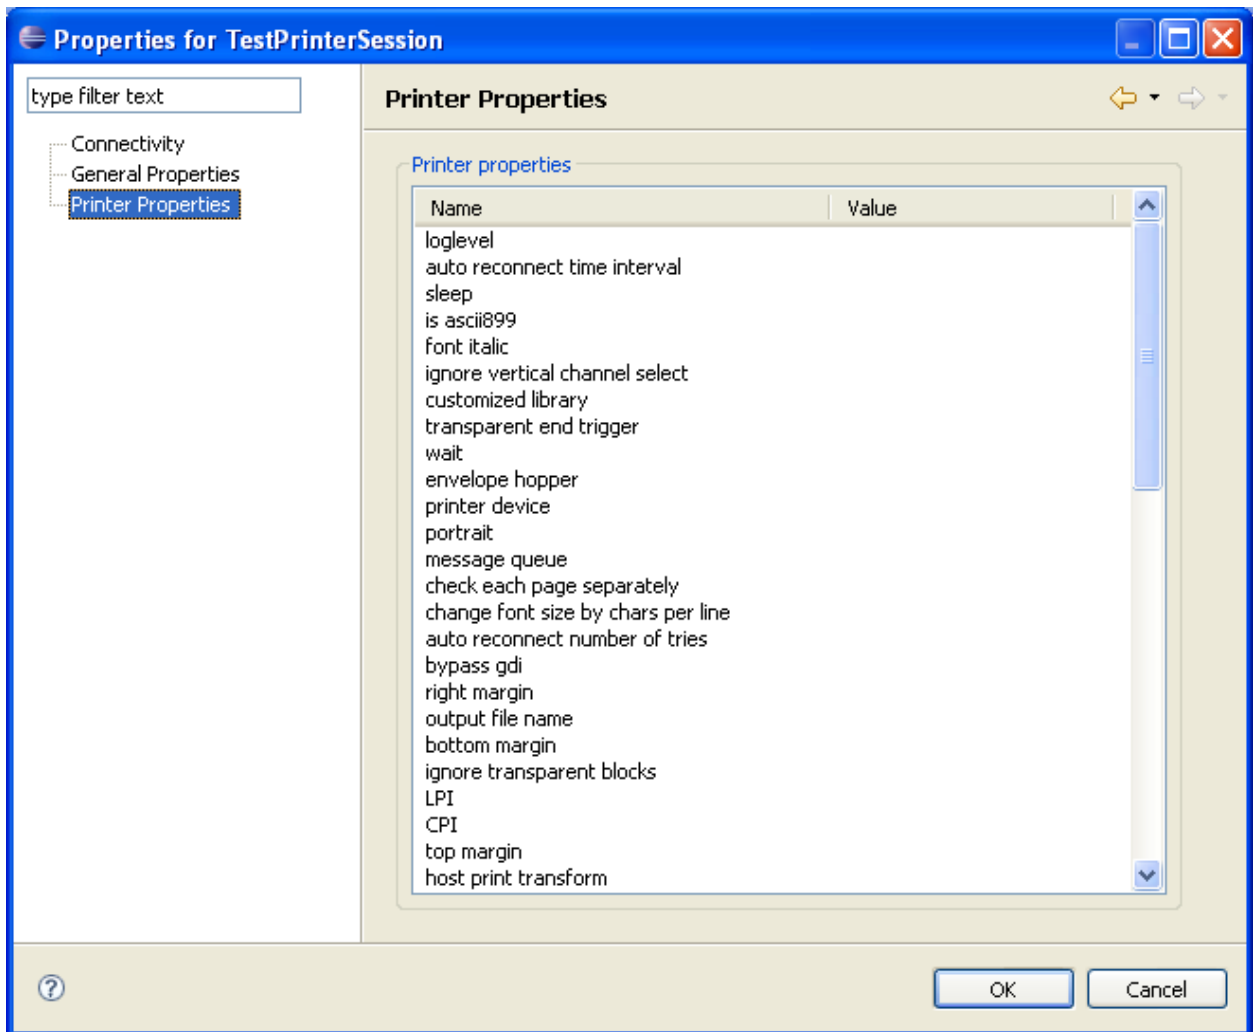 Properties for TestPrinterSession
type filter text
Connectivity
General Properties
Printer Properties
Printer Properties
Printer properties
Name Value
loglevel
auto reconnect time interval
sleep
is ascii899
font italic
ignore vertical channel select
customized library
transparent end trigger
wait
envelope hopper
printer device
portrait
message queue
check each page separately
change font size by chars per line
auto reconnect number of tries
bypass gdi
right margin
output file name
bottom margin
ignore transparent blocks
LPI
CPI
top margin
host print transform
?
OK Cancel